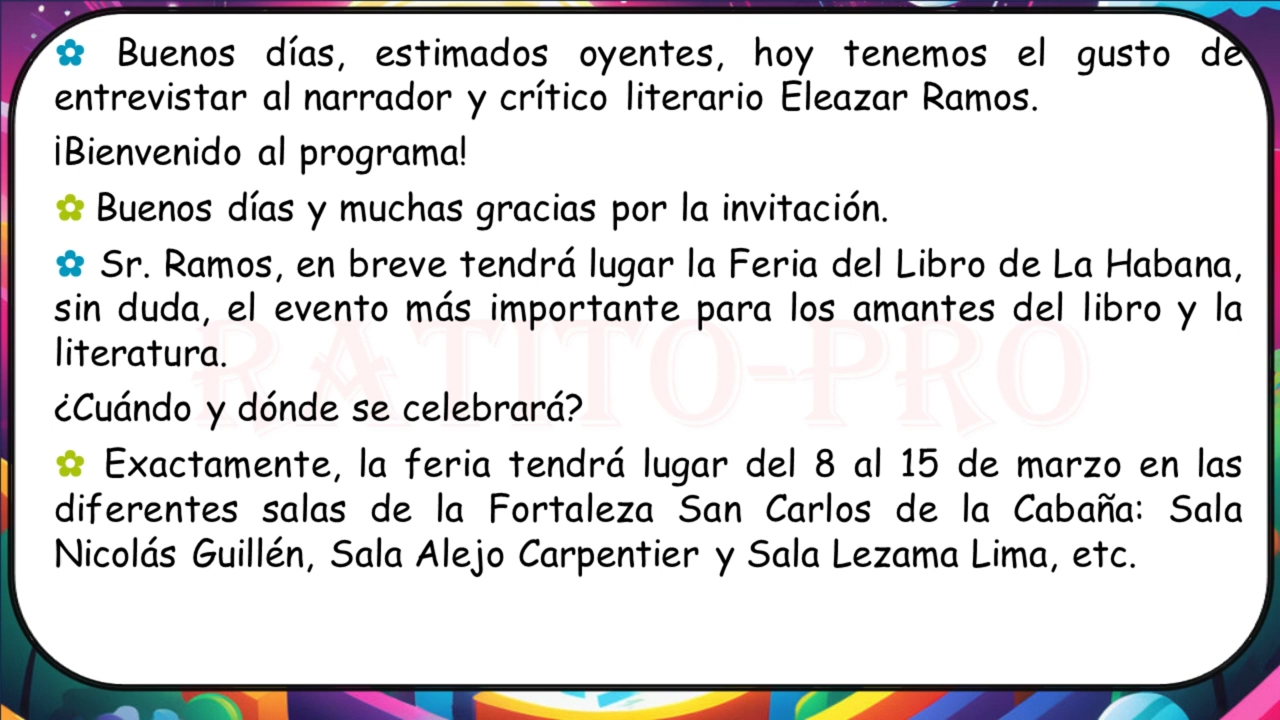 Buenos días, estimados oyentes, hoy tenemos el gusto de
entrevistar al narrador y crítico literario Eleazar Ramos.
¡Bienvenido al programa!
Buenos días y muchas gracias por la invitación.
Sr. Ramos, en breve tendrá lugar la Feria del Libro de La Habana,
sin duda, el evento más importante para los amantes del libro y la
literatura.
RATITO-PRO
¿Cuándo y dónde se celebrará?
Exactamente, la feria tendrá lugar del 8 al 15 de marzo en las
diferentes salas de la Fortaleza San Carlos de la Cabaña: Sala
Nicolás Guillén, Sala Alejo Carpentier y Sala Lezama Lima, etc.